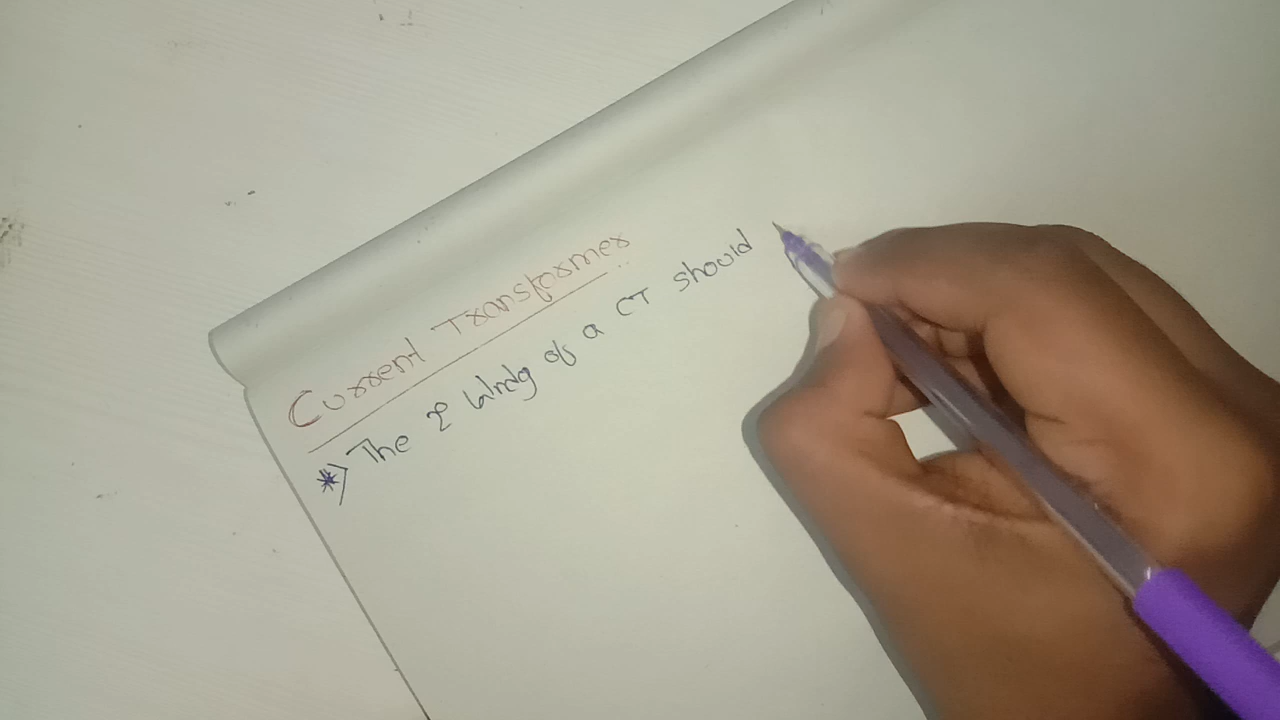 Current Transformer
*) The 2° Wndg of a CT should